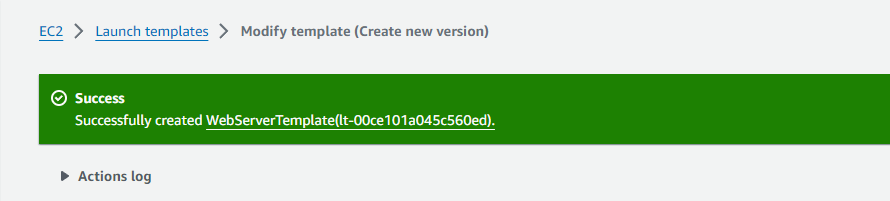 EC2 > Launch templates > Modify template (Create new version)
Success
Successfully created WebServerTemplate(lt-00ce101a045c560ed).
Actions log